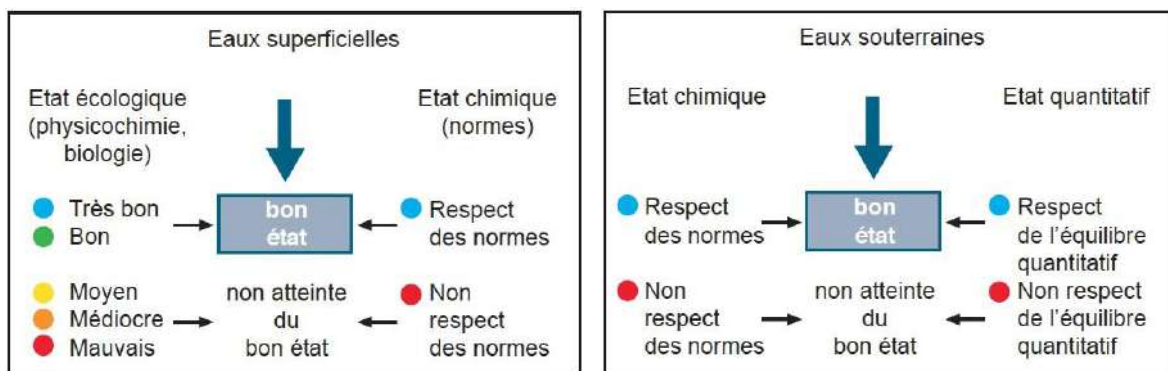 Eaux superficielles
Etat écologique
(physicochimie,
biologie)
Etat chimique
(normes)
Très bon
Bon
bon
état
Respect
des normes
Moyen
Médiocre
Mauvais
non atteinte
du
bon état
Non
respect
des normes
Eaux souterraines
Etat chimique
Etat quantitatif
Respect
des normes
bon
état
Respect
de l'équilibre
quantitatif
Non
respect
des normes
non atteinte
du
bon état
Non respect
de l'équilibre
quantitatif